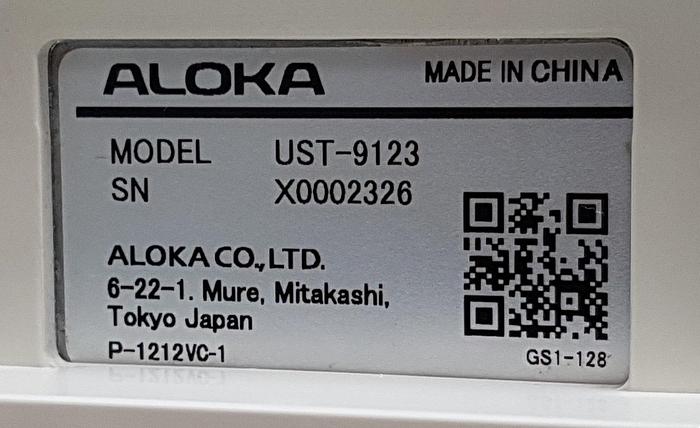 ALOKA MADE IN CHINA
MODEL UST-9123
SN X0002326
ALOKA CO.,LTD.
6-22-1. Mure, Mitakashi,
Tokyo Japan
P-1212VC-1 GS1-128